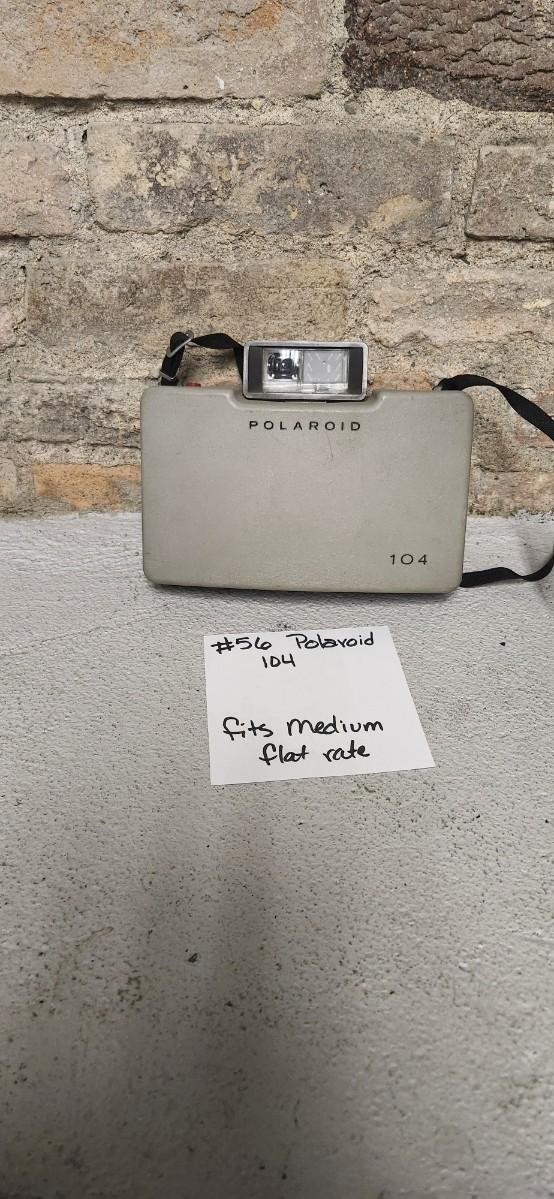 POLAROID
104
#56 Polaroid
104
fits Medium
flat rate